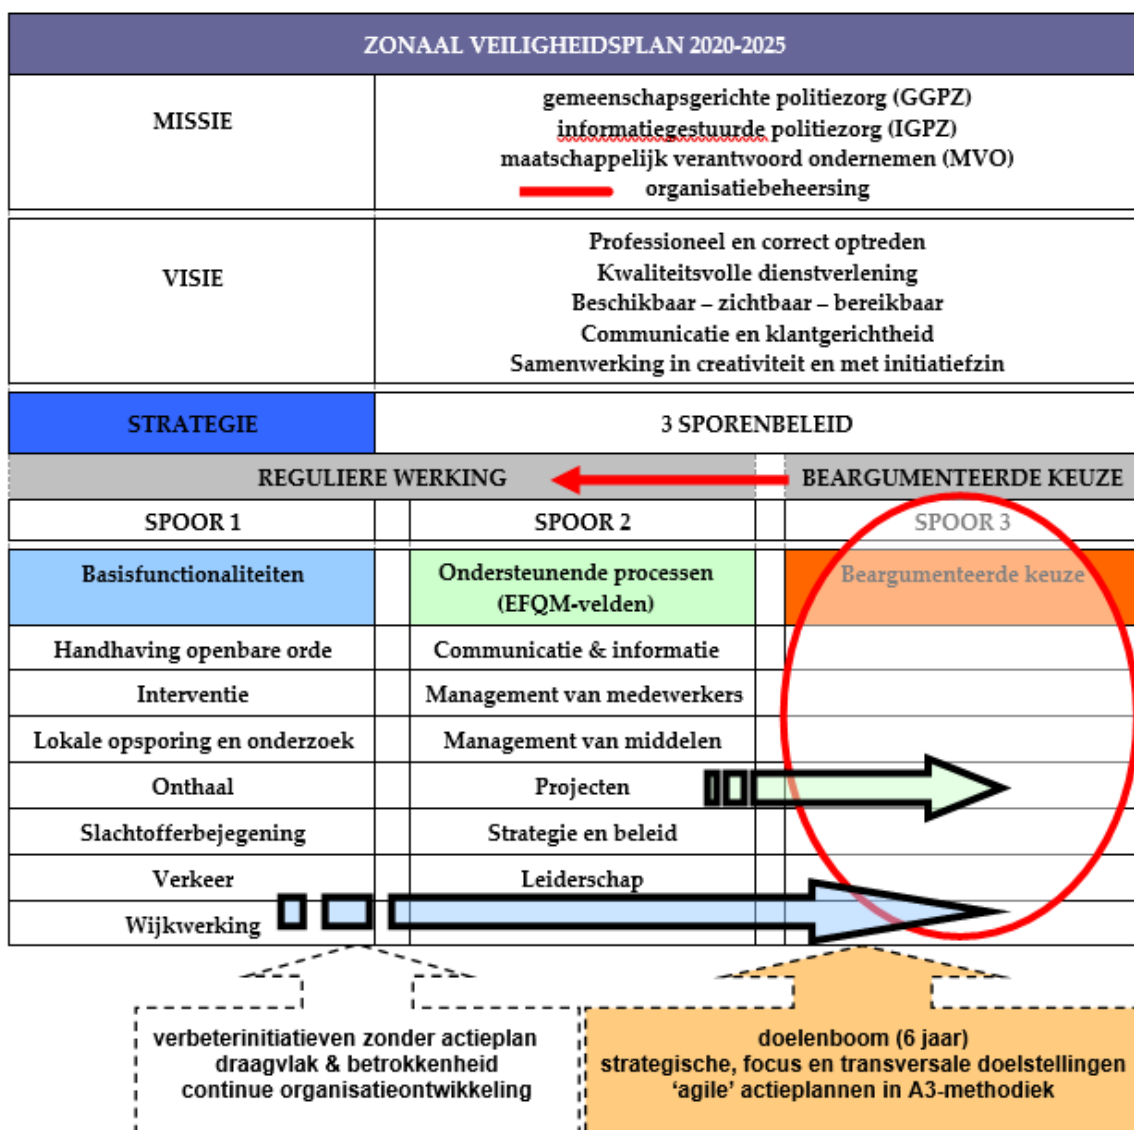 ZONAAL VEILIGHEIDSPLAN 2020-2025
MISSIE
gemeenschapsgerichte politiezorg (GGPZ)
informatiegestuurde politiezorg (IGPZ)
maatschappelijk verantwoord ondernemen (MVO)
organisatiebeheersing
VISIE
Professioneel en correct optreden
Kwaliteitsvolle dienstverlening
Beschikbaar – zichtbaar – bereikbaar
Communicatie en klantgerichtheid
Samenwerking in creativiteit en met initiatiefzin
STRATEGIE
3 SPORENBELEID
REGULIERE WERKING
BEARGUMENTEERDE KEUZE
SPOOR 1
SPOOR 2
SPOOR 3
Basisfunctionaliteiten
Ondersteunende processen
(EFQM-velden)
Beargumenteerde keuze
Handhaving openbare orde
Communicatie & informatie
Interventie
Management van medewerkers
Lokale opsporing en onderzoek
Management van middelen
Onthaal
Projecten
Slachtofferbejegening
Strategie en beleid
Verkeer
Leiderschap
Wijkwerking
verbeterinitiatieven zonder actieplan
draagvlak & betrokkenheid
continue organisatieontwikkeling
doelenboom (6 jaar)
strategische, focus en transversale doelstellingen
‘agile’ actieplannen in A3-methodiek